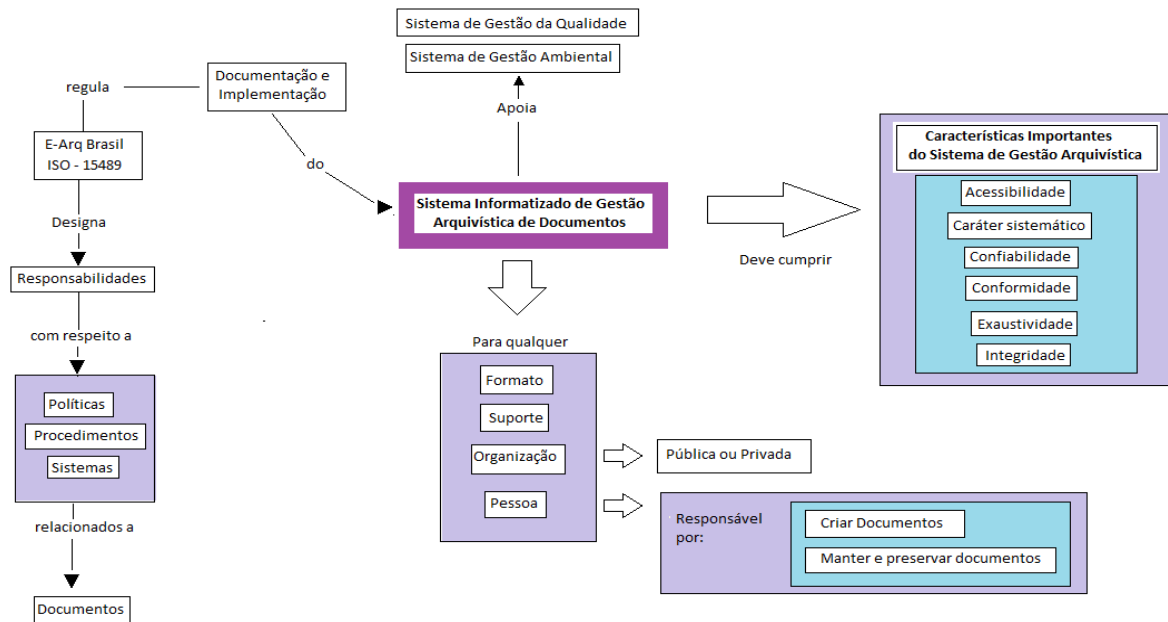 Sistema de Gestão da Qualidade
Sistema de Gestão Ambiental
Apoia
regula
Documentação e
Implementação
do
E-Arq Brasil
ISO - 15489
Designa
Responsabilidades
com respeito a
Políticas
Procedimentos
Sistemas
relacionados a
Documentos
Sistema Informatizado de Gestão
Arquivística de Documentos
Deve cumprir
Características Importantes
do Sistema de Gestão Arquivística
Acessibilidade
Caráter sistemático
Confiabilidade
Conformidade
Exaustividade
Integridade
Para qualquer
Formato
Suporte
Organização
Pessoa
Pública ou Privada
Responsável
por:
Criar Documentos
Manter e preservar documentos